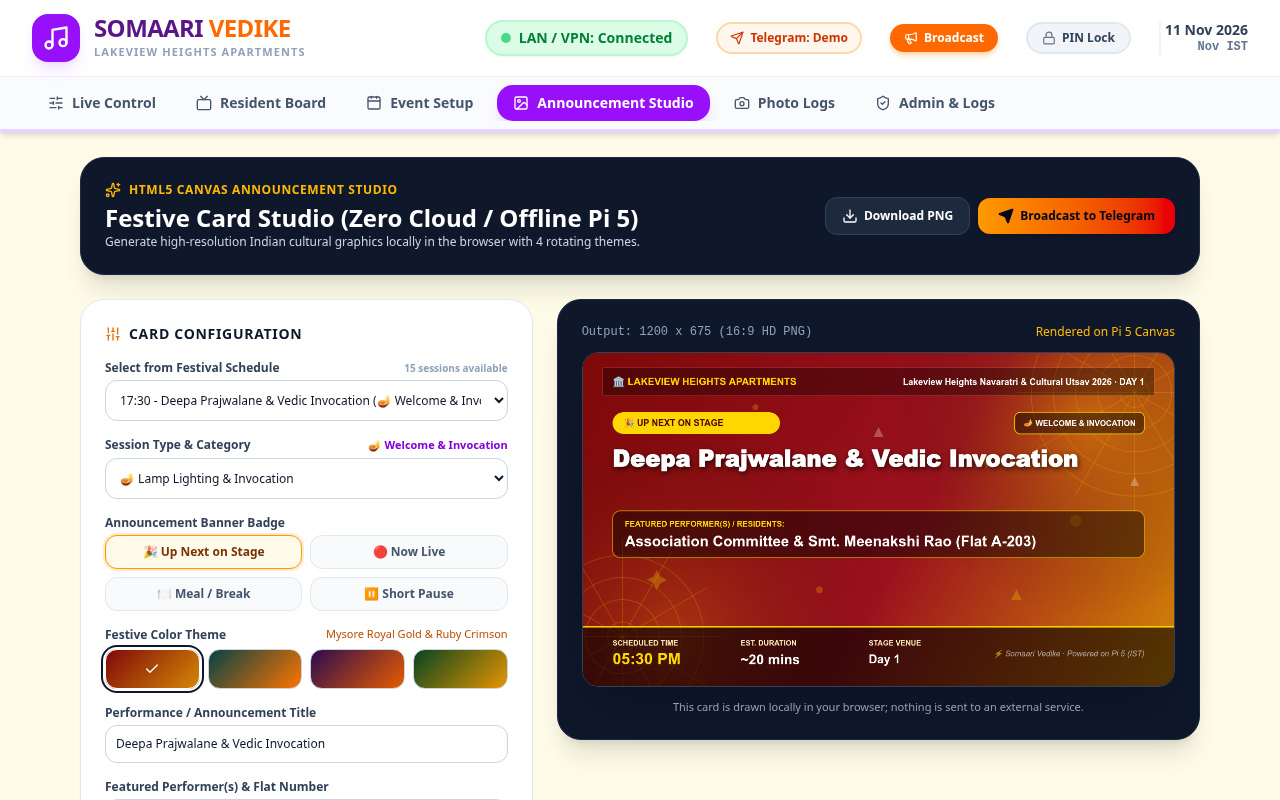 SOMAARI VEDIKE
LAKEVIEW HEIGHTS APARTMENTS
LAN / VPN: Connected
Telegram: Demo
Broadcast
PIN Lock
11 Nov 2026
Nov IST
Live Control
Resident Board
Event Setup
Announcement Studio
Photo Logs
Admin & Logs
HTML5 CANVAS ANNOUNCEMENT STUDIO
Festive Card Studio (Zero Cloud / Offline Pi 5)
Generate high-resolution Indian cultural graphics locally in the browser with 4 rotating themes.
Download PNG
Broadcast to Telegram
CARD CONFIGURATION
Select from Festival Schedule
15 sessions available
17:30 - Deepa Prajwalane & Vedic Invocation (🪔 Welcome & Invo
Session Type & Category
🪔 Welcome & Invocation
🪔 Lamp Lighting & Invocation
Announcement Banner Badge
🎉 Up Next on Stage
🔴 Now Live
🍽️ Meal / Break
⏸️ Short Pause
Festive Color Theme
Mysore Royal Gold & Ruby Crimson
Performance / Announcement Title
Deepa Prajwalane & Vedic Invocation
Featured Performer(s) & Flat Number
Output: 1200 x 675 (16:9 HD PNG)
Rendered on Pi 5 Canvas
🏛️ LAKEVIEW HEIGHTS APARTMENTS
Lakeview Heights Navaratri & Cultural Utsav 2026 · DAY 1
🎉 UP NEXT ON STAGE
🪔 WELCOME & INVOCATION
Deepa Prajwalane & Vedic Invocation
FEATURED PERFORMER(S) / RESIDENTS:
Association Committee & Smt. Meenakshi Rao (Flat A-203)
SCHEDULED TIME
05:30 PM
EST. DURATION
~20 mins
STAGE VENUE
Day 1
⚡ Somaari Vedike · Powered on Pi 5 (IST)
This card is drawn locally in your browser; nothing is sent to an external service.